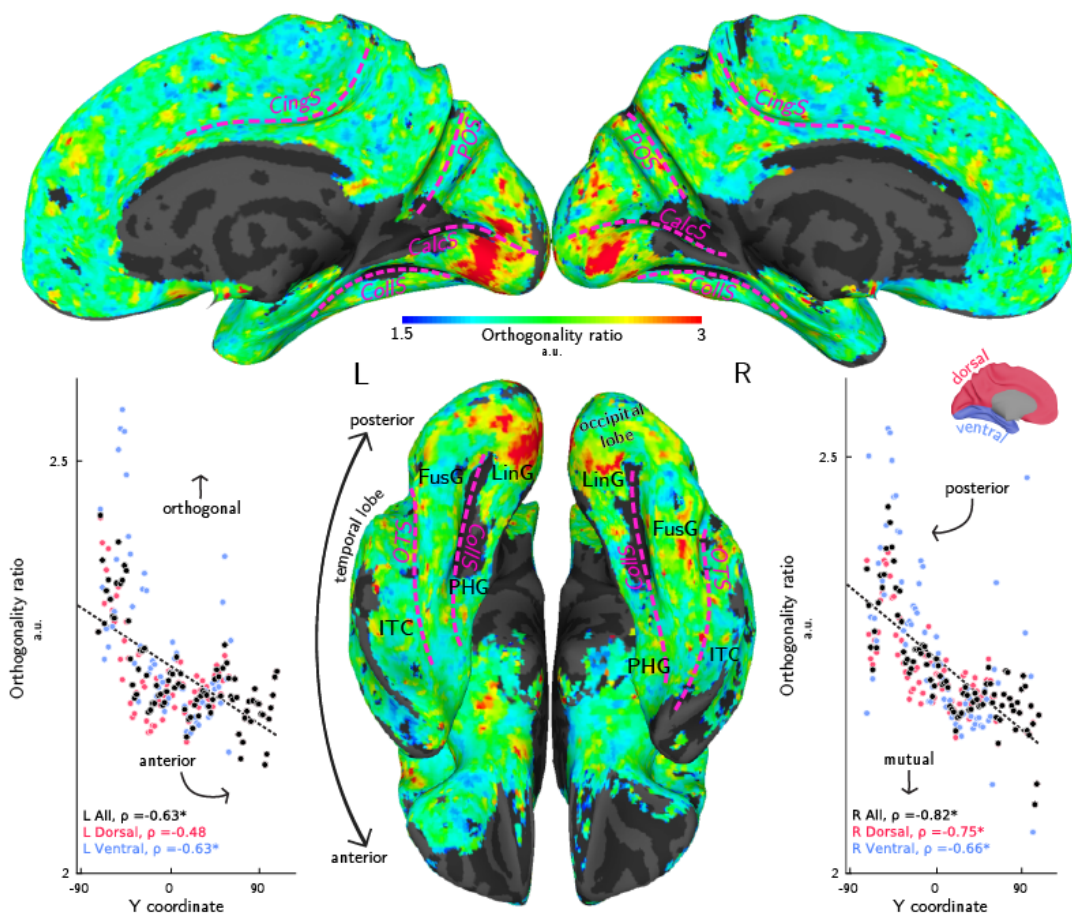 CingS
CingS
POS
POS
CalcS
CalcS
CollS
CollS
1.5
Orthogonality ratio
3
a.u.
L
R
2.5
orthogonal
Orthogonality ratio
a.u.
anterior
L All, ρ =-0.63*
L Dorsal, ρ =-0.48
L Ventral, ρ =-0.63*
2
-90
0
90
Y coordinate
posterior
temporal lobe
anterior
FusG
LinG
OTS
CollS
PHG
ITC
occipital
lobe
LinG
FusG
CollS
OTS
PHG
ITC
dorsal
ventral
2.5
posterior
Orthogonality ratio
a.u.
mutual
R All, ρ =-0.82*
R Dorsal, ρ =-0.75*
R Ventral, ρ =-0.66*
2
-90
0
90
Y coordinate